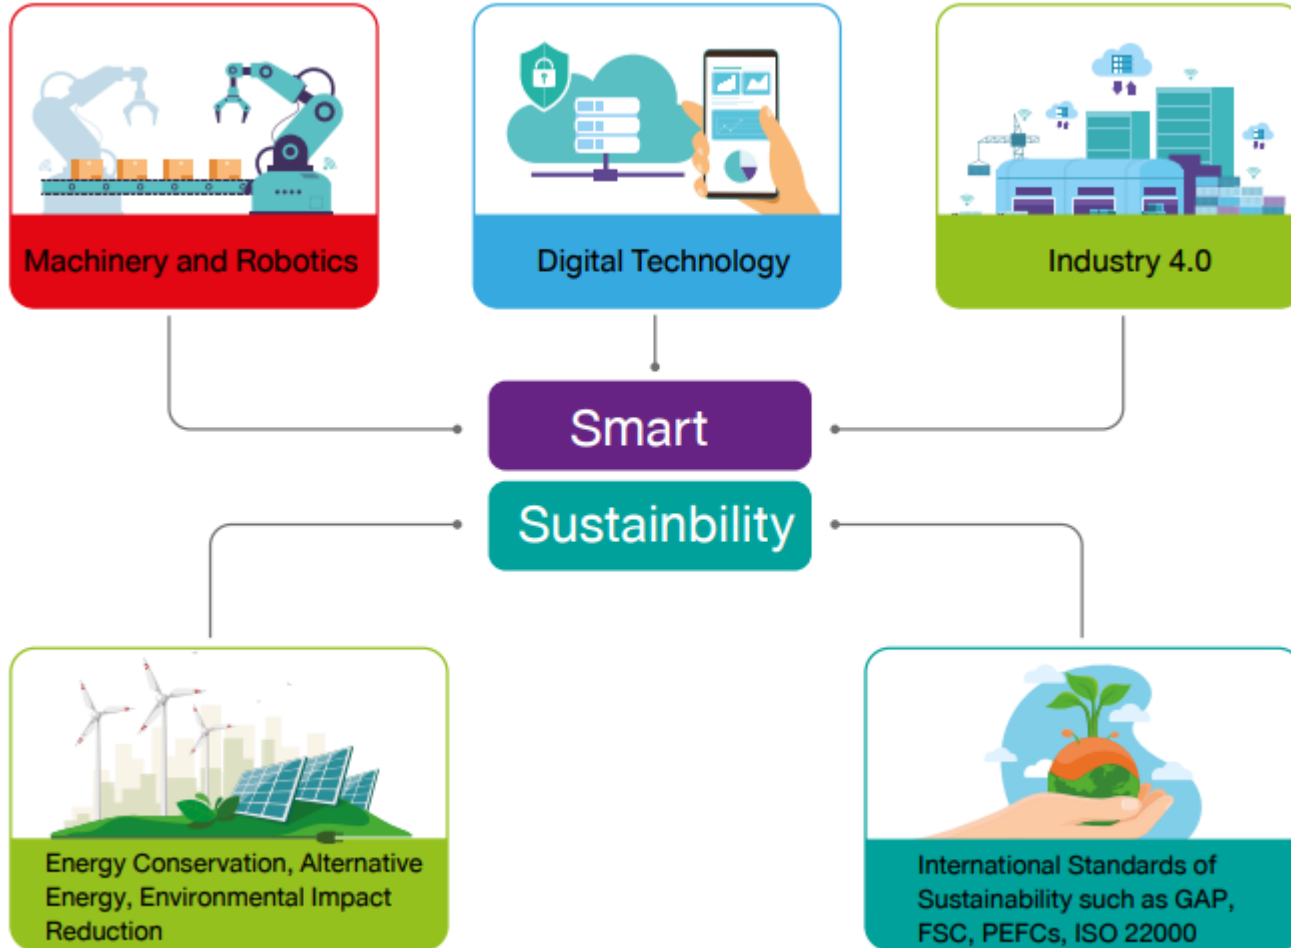 Machinery and Robotics
Digital Technology
Industry 4.0
Smart
Sustainbility
Energy Conservation, Alternative
Energy, Environmental Impact
Reduction
International Standards of
Sustainability such as GAP,
FSC, PEFCs, ISO 22000